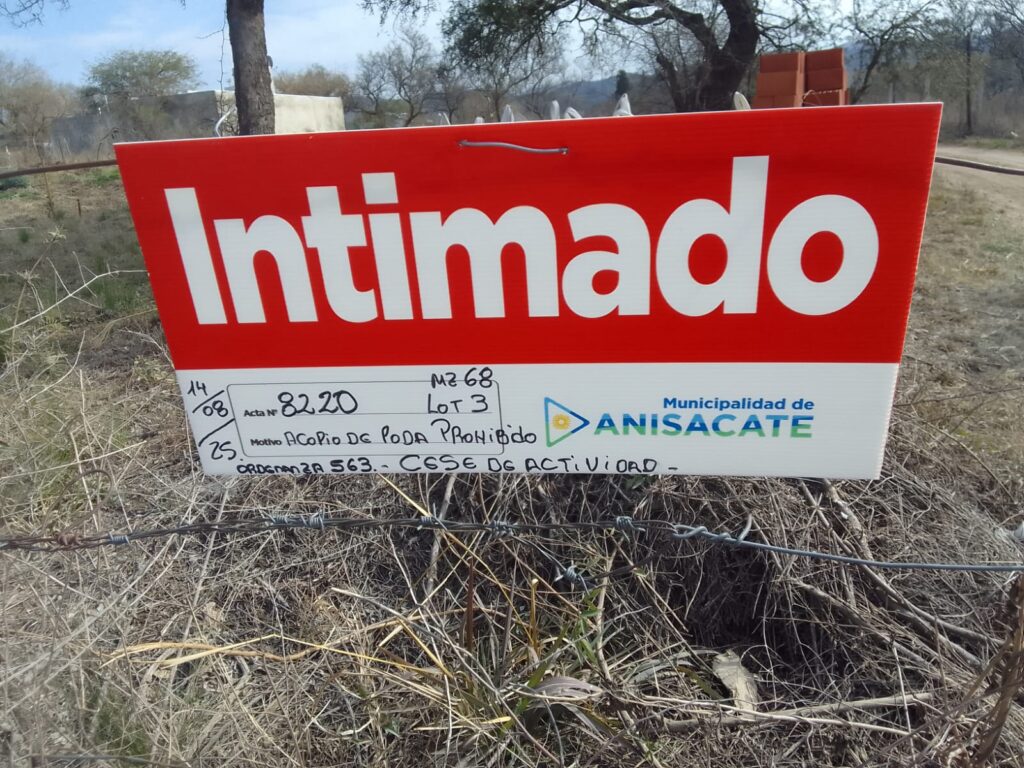 Intimado
14/08/25.
MZ 68
Acta Nº 8220 LOT 3
Motivo ACOPIO DE PODA PROHIBIDO
ORDENANZA 563.- CESE DE ACTIVIDAD -
Municipalidad de
ANISACATE